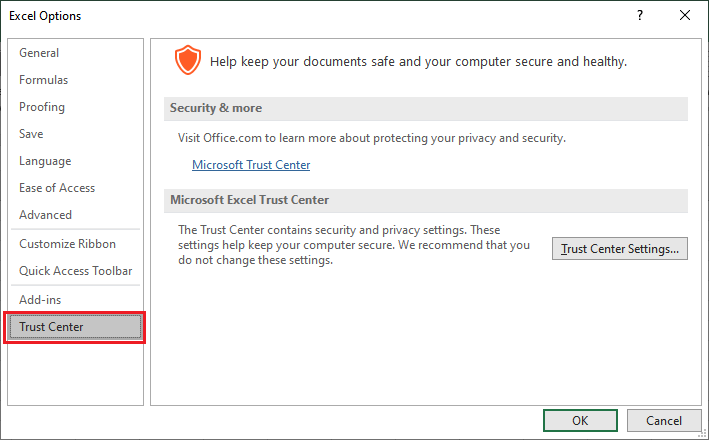 Excel Options
?
General
Formulas
Proofing
Save
Language
Ease of Access
Advanced
Customize Ribbon
Quick Access Toolbar
Add-ins
Trust Center
Help keep your documents safe and your computer secure and healthy.
Security & more
Visit Office.com to learn more about protecting your privacy and security.
Microsoft Trust Center
Microsoft Excel Trust Center
The Trust Center contains security and privacy settings. These
settings help keep your computer secure. We recommend that you
do not change these settings.
Trust Center Settings...
OK
Cancel